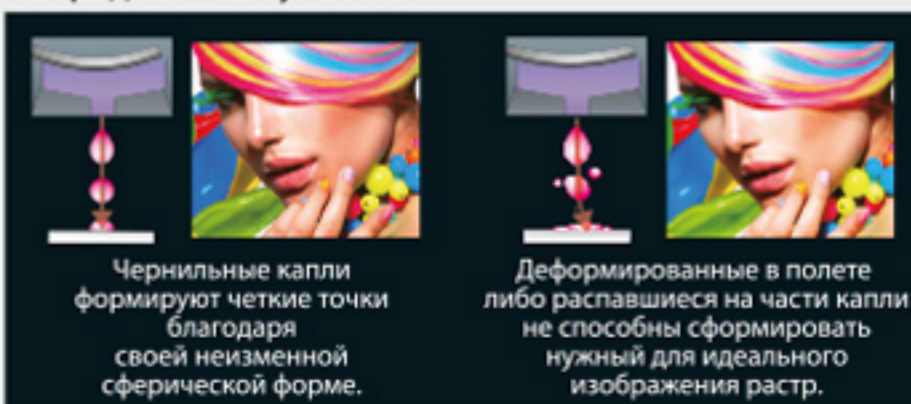 Чернильные капли
формируют четкие точки
благодаря
своей неизменной
сферической форме.
Деформированные в полете
либо распавшиеся на части капли
не способны сформировать
нужный для идеального
изображения растр.